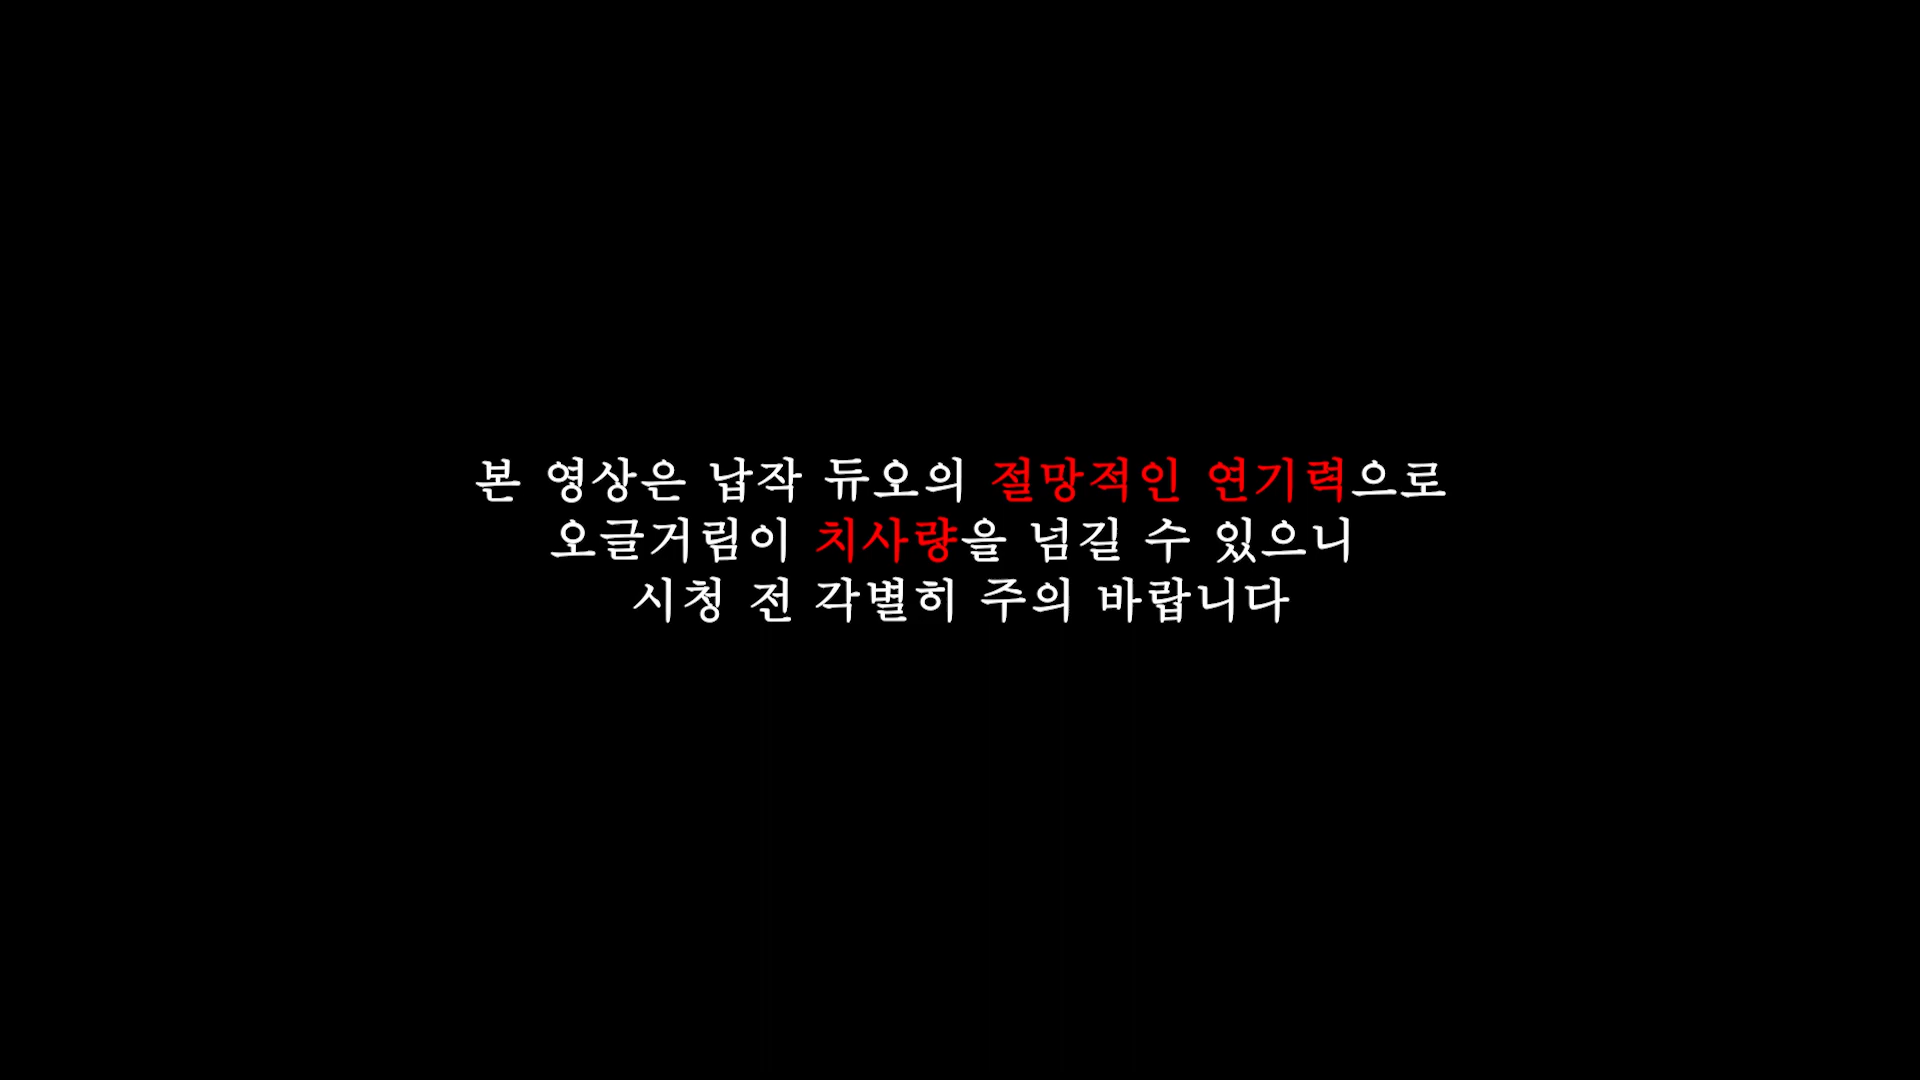 본 영상은 납작 듀오의 절망적인 연기력으로
오글거림이 치사량을 넘길 수 있으니
시청 전 각별히 주의 바랍니다